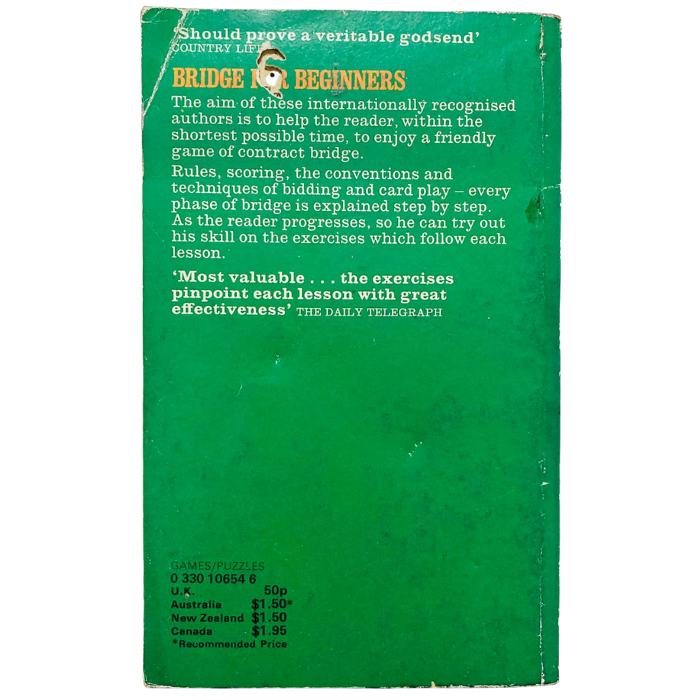 'Should prove a veritable godsend'
COUNTRY LIFE
BRIDGE FOR BEGINNERS
The aim of these internationally recognised
authors is to help the reader, within the
shortest possible time, to enjoy a friendly
game of contract bridge.
Rules, scoring, the conventions and
techniques of bidding and card play – every
phase of bridge is explained step by step.
As the reader progresses, so he can try out
his skill on the exercises which follow each
lesson.
'Most valuable . . . the exercises
pinpoint each lesson with great
effectiveness' THE DAILY TELEGRAPH
GAMES/PUZZLES
0 330 10654 6
U.K. 50p
Australia $1.50*
New Zealand $1.50
Canada $1.95
*Recommended Price